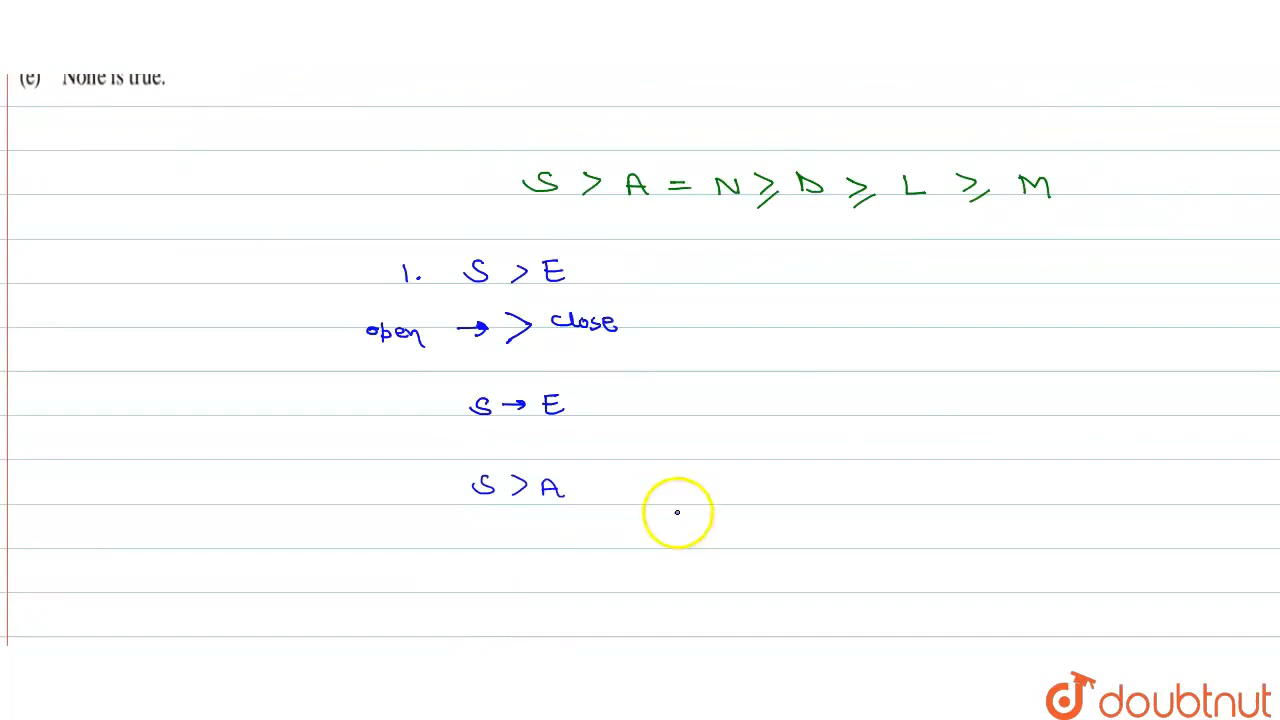 (e) None is true.
S > A = N ≥ D ≥ L ≥ M
1. S > E
open → > close
S → E
S > A
doubtnut